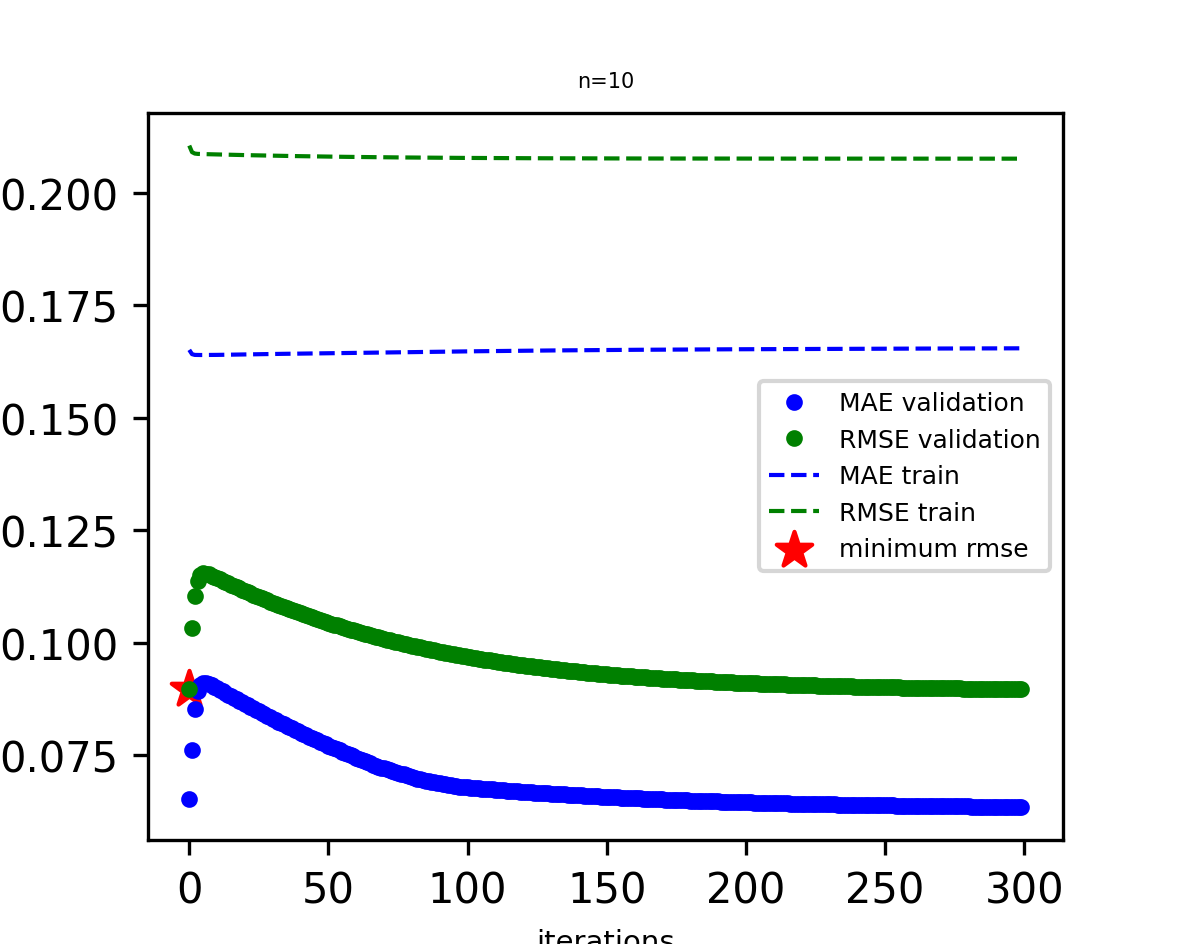 n=10
0.200
0.175
0.150
0.125
0.100
0.075
MAE validation
RMSE validation
MAE train
RMSE train
minimum rmse
0 50 100 150 200 250 300
iterations